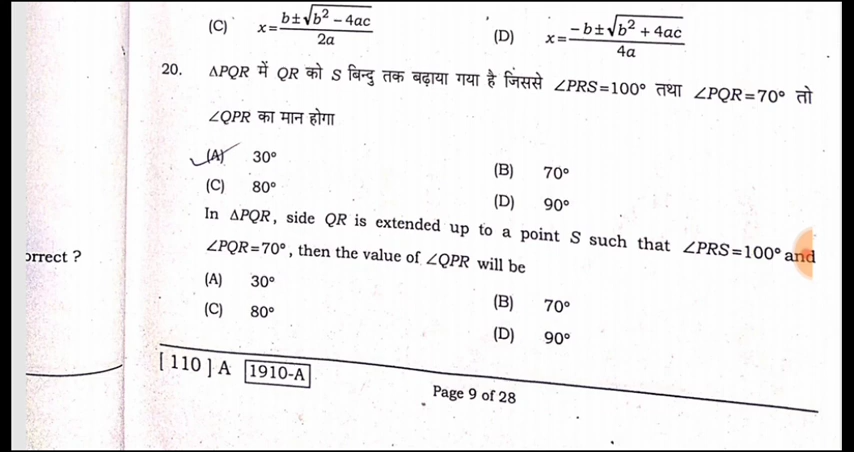 (C) x = b±√b² – 4ac / 2a (D) x = –b±√b² + 4ac / 4a
20. ΔPQR में QR को S बिन्दु तक बढ़ाया गया है जिससे ∠PRS=100° तथा ∠PQR=70° तो
∠QPR का मान होगा
(A) 30° (B) 70°
(C) 80° (D) 90°
In ΔPQR, side QR is extended up to a point S such that ∠PRS=100° and
orrect ?
∠PQR=70°, then the value of ∠QPR will be
(A) 30° (B) 70°
(C) 80° (D) 90°
[ 110 ] A 1910-A
Page 9 of 28